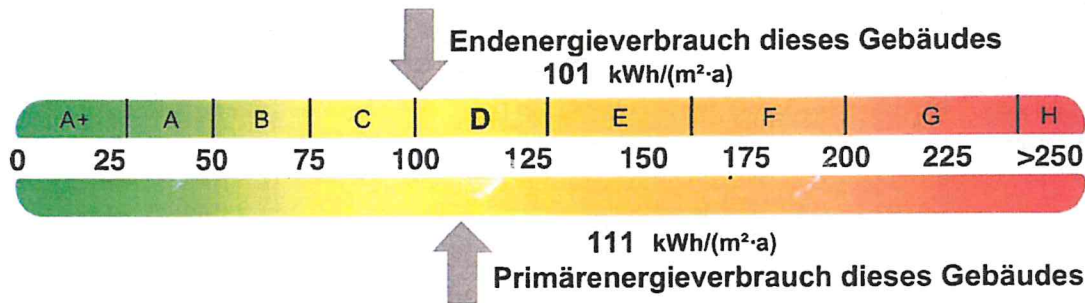 Endenergieverbrauch dieses Gebäudes
101 kWh/(m²·a)
A+ A B C D E F G H
0 25 50 75 100 125 150 175 200 225 >250
111 kWh/(m²·a)
Primärenergieverbrauch dieses Gebäudes